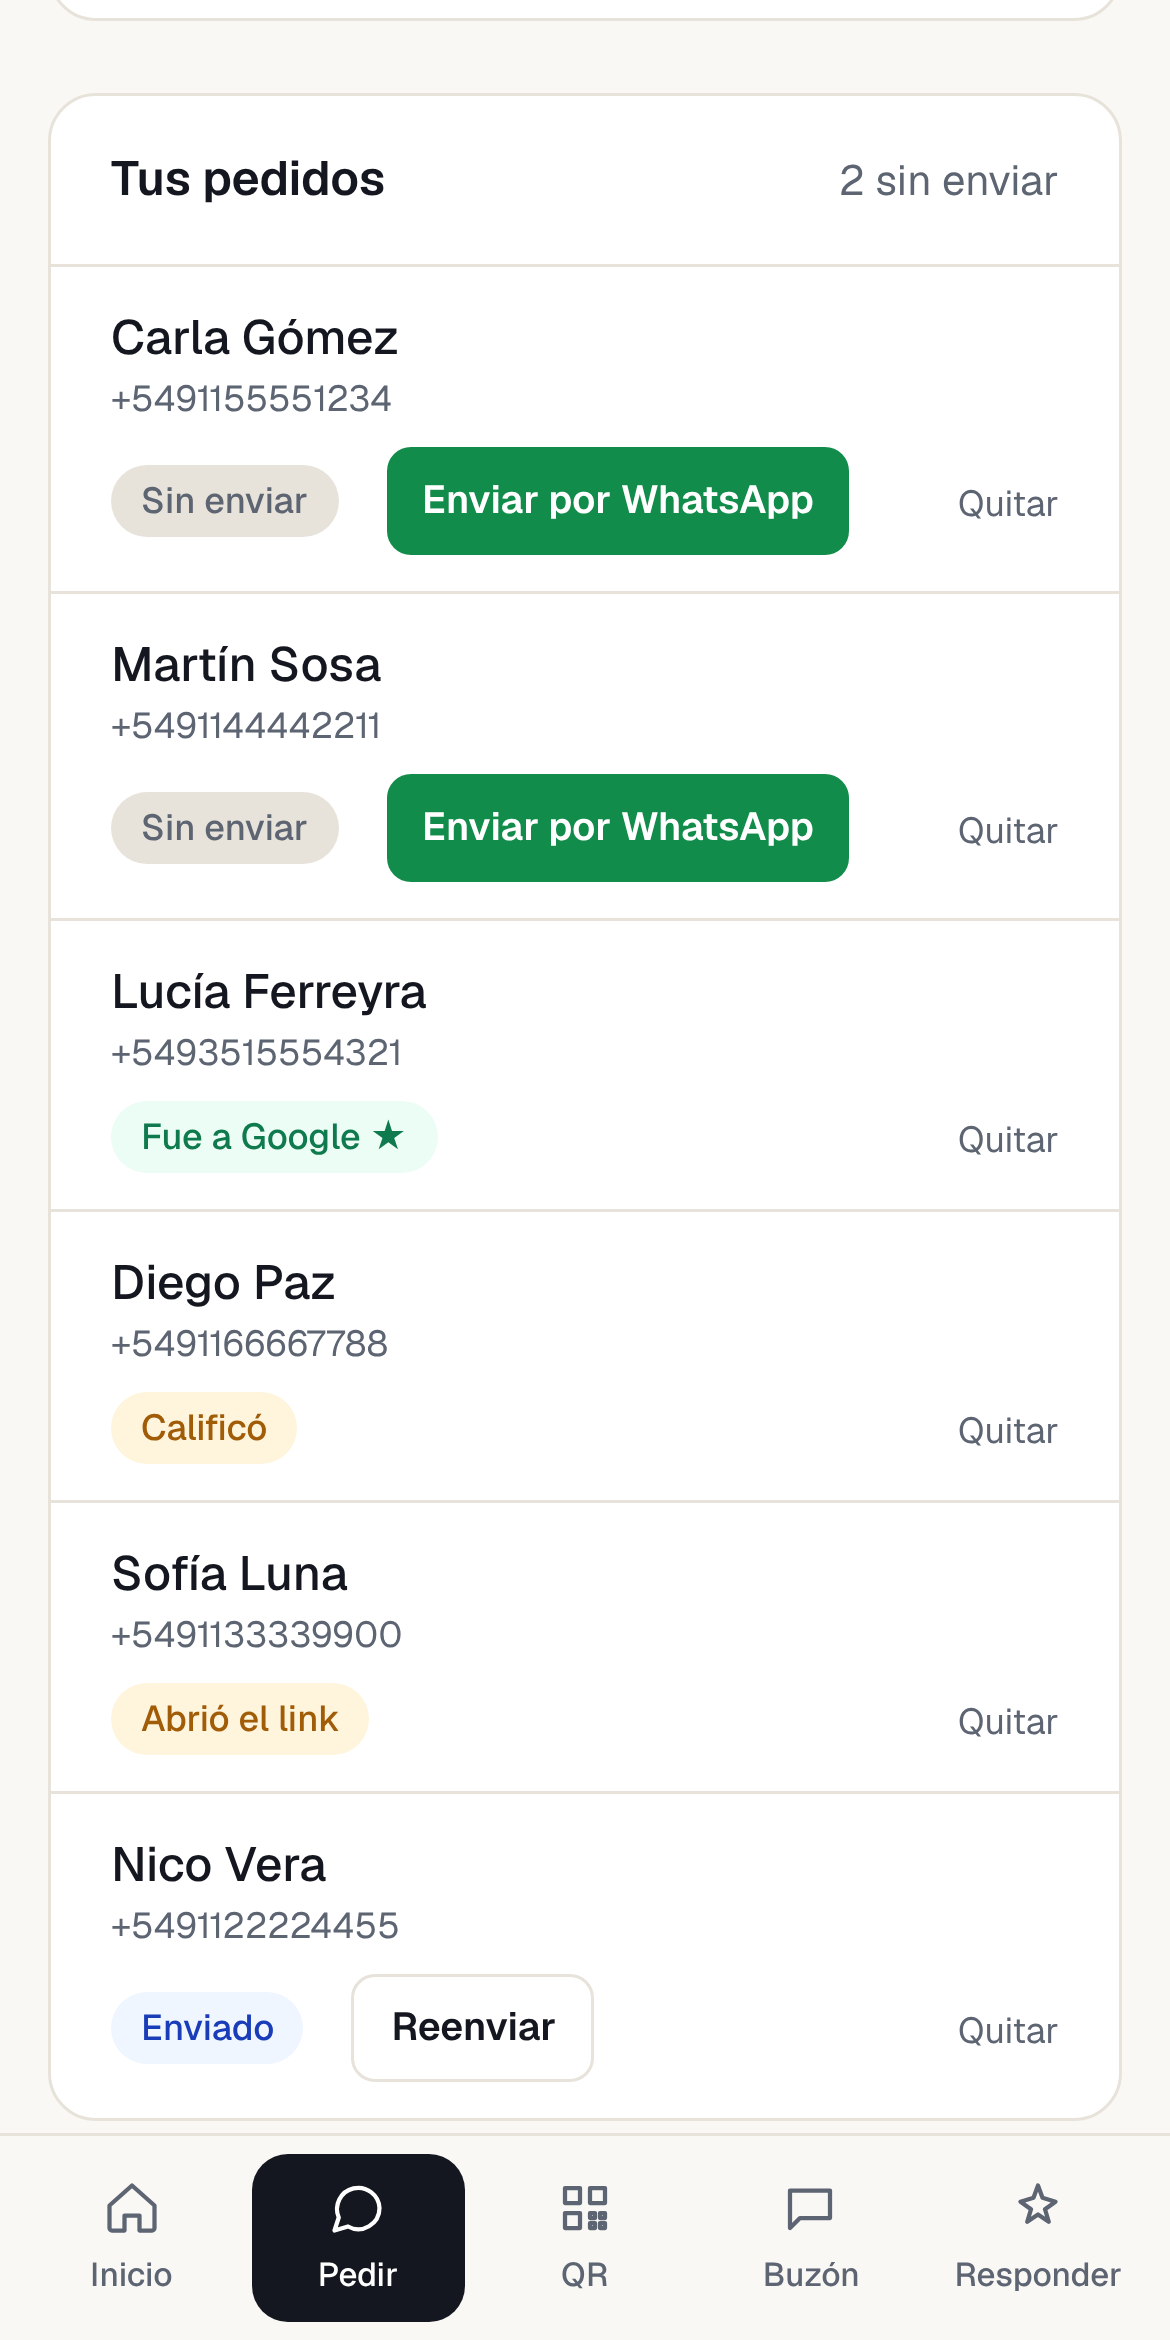 Tus pedidos
2 sin enviar
Carla Gómez
+5491155551234
Sin enviar
Enviar por WhatsApp
Quitar
Martín Sosa
+5491144442211
Sin enviar
Enviar por WhatsApp
Quitar
Lucía Ferreyra
+5493515554321
Fue a Google ★
Quitar
Diego Paz
+5491166667788
Calificó
Quitar
Sofía Luna
+5491133339900
Abrió el link
Quitar
Nico Vera
+5491122224455
Enviado
Reenviar
Quitar
Inicio
Pedir
QR
Buzón
Responder